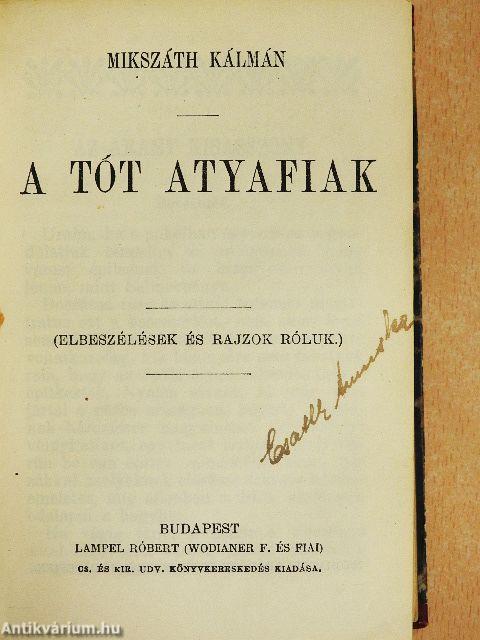 MIKSZÁTH KÁLMÁN
A TÓT ATYAFIAK
(ELBESZÉLÉSEK ÉS RAJZOK RÓLUK.)
BUDAPEST
LAMPEL RÓBERT (WODIANER F. ÉS FIAI)
CS. ÉS KIR. UDV. KÖNYVKERESKEDÉS KIADÁSA.
Antikvárium.hu